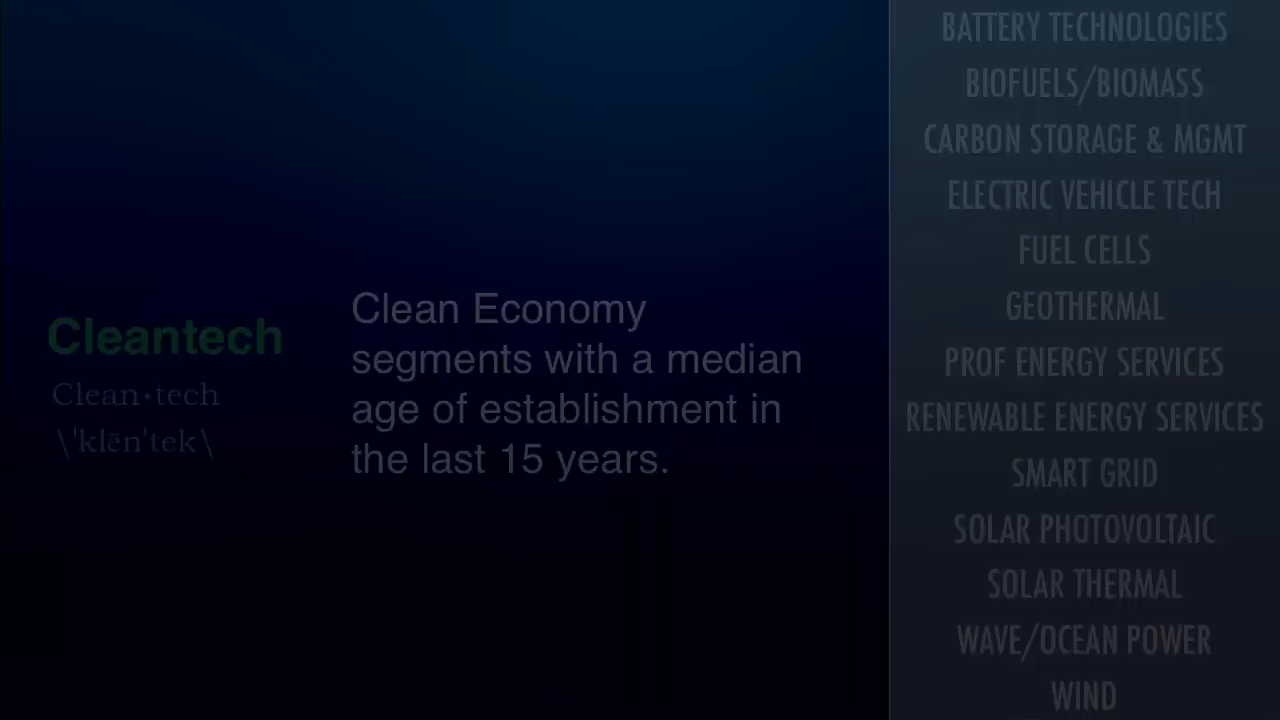 Cleantech
Clean·tech
\'klēn'tek\
Clean Economy
segments with a median
age of establishment in
the last 15 years.
BATTERY TECHNOLOGIES
BIOFUELS/BIOMASS
CARBON STORAGE & MGMT
ELECTRIC VEHICLE TECH
FUEL CELLS
GEOTHERMAL
PROF ENERGY SERVICES
RENEWABLE ENERGY SERVICES
SMART GRID
SOLAR PHOTOVOLTAIC
SOLAR THERMAL
WAVE/OCEAN POWER
WIND